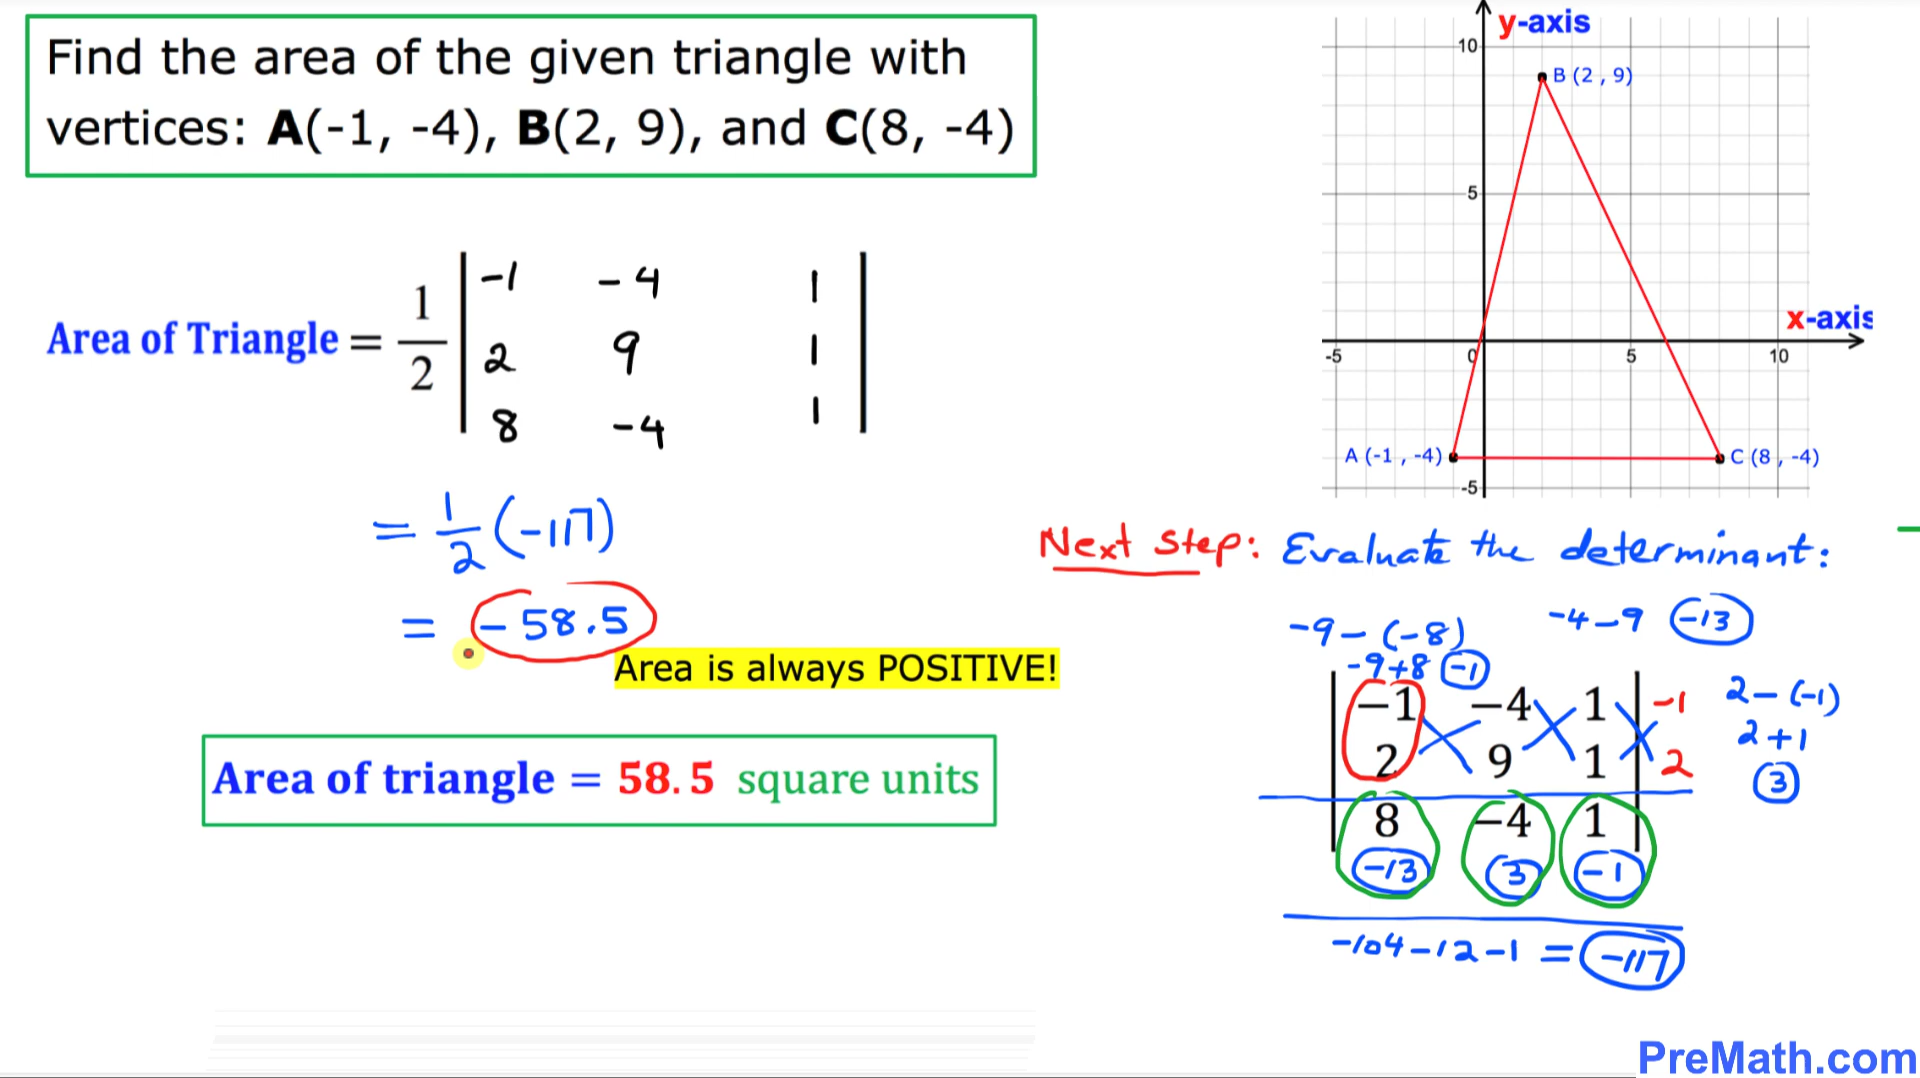 Find the area of the given triangle with
vertices: A(-1, -4), B(2, 9), and C(8, -4)
Area of Triangle = 1/2 | -1 -4 1
2 9 1
8 -4 1 |
= 1/2 (-117)
= -58.5
Area is always POSITIVE!
Area of triangle = 58.5 square units
y-axis
10
B (2 , 9)
5
x-axis
-5 0 5 10
A (-1 , -4)
C (8 , -4)
-5
Next step: Evaluate the determinant:
-9-(-8) -4-9 -13
-9+8 -1
-1 -4 1 -1 2-(-1)
2+1
2 9 1 2 3
8 -4 1
-13 3 -1
-104-12-1 = -117
PreMath.com